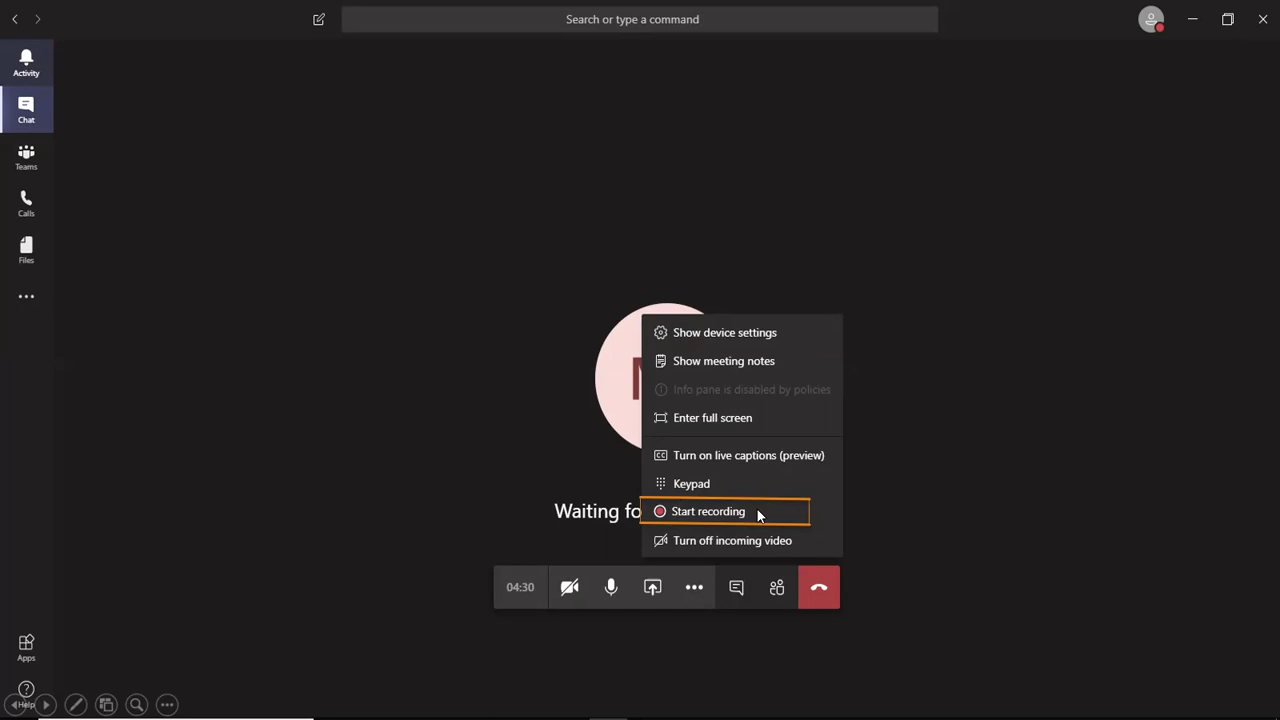 Search or type a command
Activity
Chat
Teams
Calls
Files
Show device settings
Show meeting notes
Info pane is disabled by policies
Enter full screen
Turn on live captions (preview)
Keypad
Waiting fo
Start recording
Turn off incoming video
04:30
Apps
Help